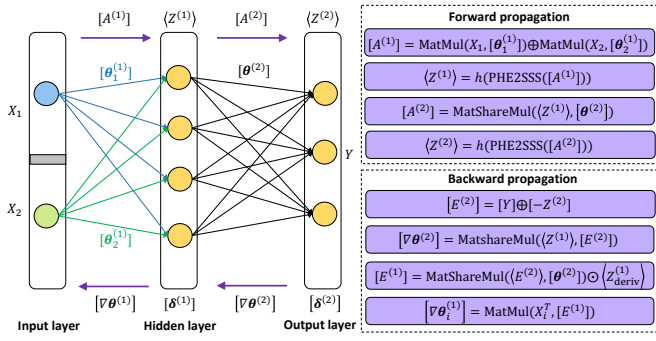 [A^{(1)}]
⟨Z^{(1)}⟩
[A^{(2)}]
⟨Z^{(2)}⟩
[θ_1^{(1)}]
[θ^{(2)}]
X_1
Y
X_2
[θ_2^{(1)}]
[∇θ^{(1)}]
[δ^{(1)}]
[∇θ^{(2)}]
[δ^{(2)}]
Input layer
Hidden layer
Output layer
Forward propagation
[A^{(1)}] = MatMul(X_1, [θ_1^{(1)}])⊕MatMul(X_2, [θ_2^{(1)}])
⟨Z^{(1)}⟩ = h(PHE2SSS([A^{(1)}]))
[A^{(2)}] = MatShareMul(⟨Z^{(1)}⟩, [θ^{(2)}])
⟨Z^{(2)}⟩ = h(PHE2SSS([A^{(2)}]))
Backward propagation
[E^{(2)}] = [Y]⊕[−Z^{(2)}]
[∇θ^{(2)}] = MatshareMul(⟨Z^{(1)}⟩, [E^{(2)}])
[E^{(1)}] = MatShareMul(⟨E^{(2)}⟩, [θ^{(2)}])⊙⟨Z_{deriv}^{(1)}⟩
[∇θ_i^{(1)}] = MatMul(X_i^T, [E^{(1)}])